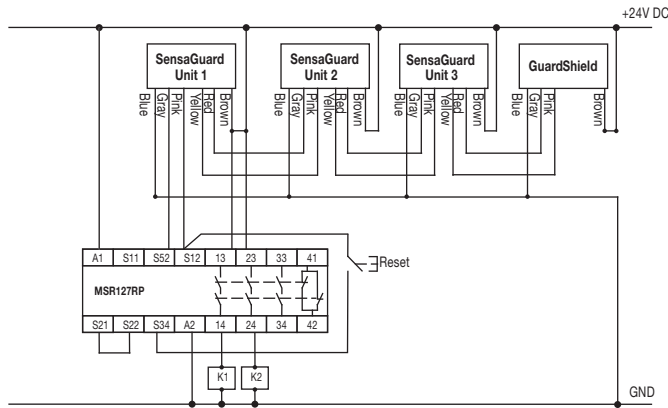 +24V DC
SensaGuard
Unit 1
SensaGuard
Unit 2
SensaGuard
Unit 3
GuardShield
Blue
Gray
Pink
Yellow
Red
Brown
Blue
Gray
Pink
Yellow
Red
Brown
Blue
Gray
Pink
Yellow
Red
Brown
Blue
Gray
Pink
Brown
A1 S11 S52 S12 13 23 33 41
Reset
MSR127RP
S21 S22 S34 A2 14 24 34 42
K1 K2
GND